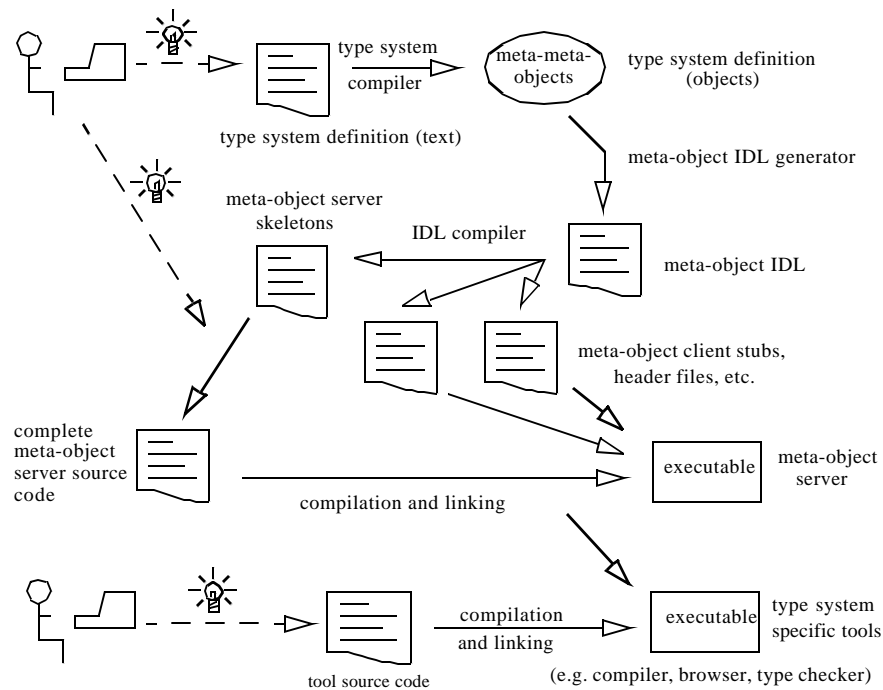 type system
compiler
meta-meta-
objects
type system definition
(objects)
type system definition (text)
meta-object IDL generator
meta-object server
skeletons
IDL compiler
meta-object IDL
meta-object client stubs,
header files, etc.
complete
meta-object
server source
code
executable
meta-object
server
compilation and linking
compilation
and linking
executable
type system
specific tools
tool source code
(e.g. compiler, browser, type checker)